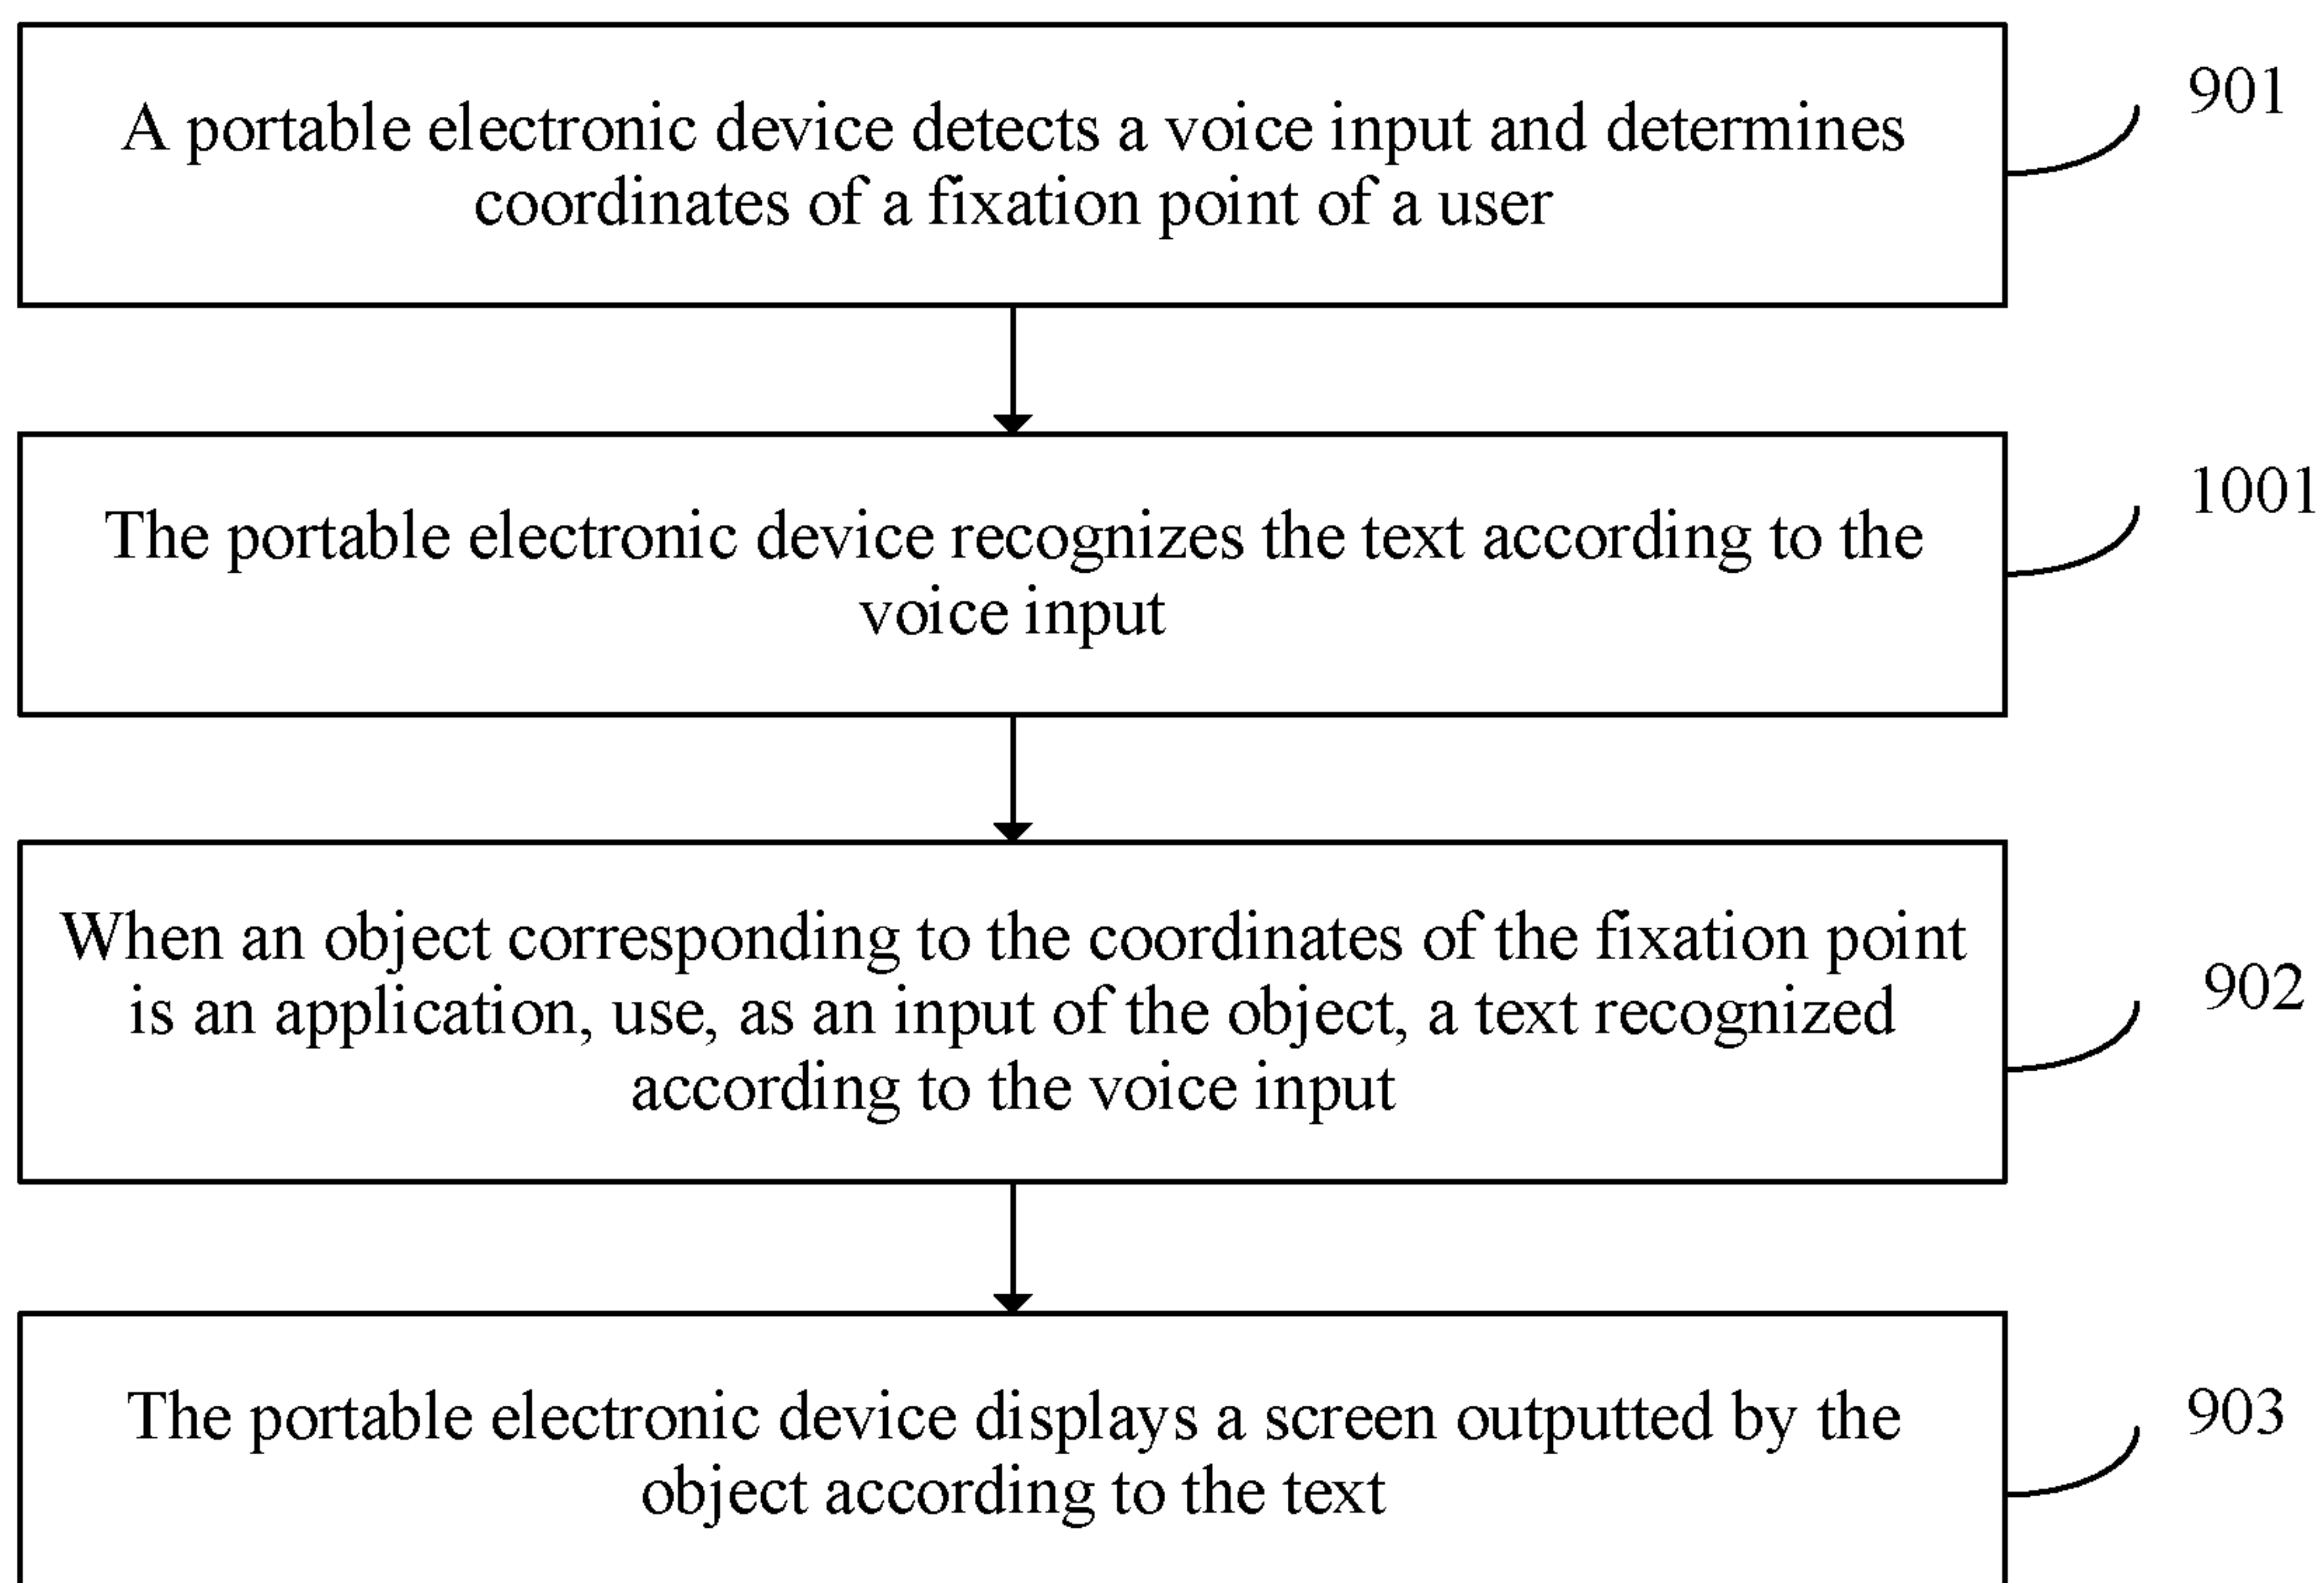 A portable electronic device detects a voice input and determines
coordinates of a fixation point of a user
901
The portable electronic device recognizes the text according to the
voice input
1001
When an object corresponding to the coordinates of the fixation point
is an application, use, as an input of the object, a text recognized
according to the voice input
902
The portable electronic device displays a screen outputted by the
object according to the text
903